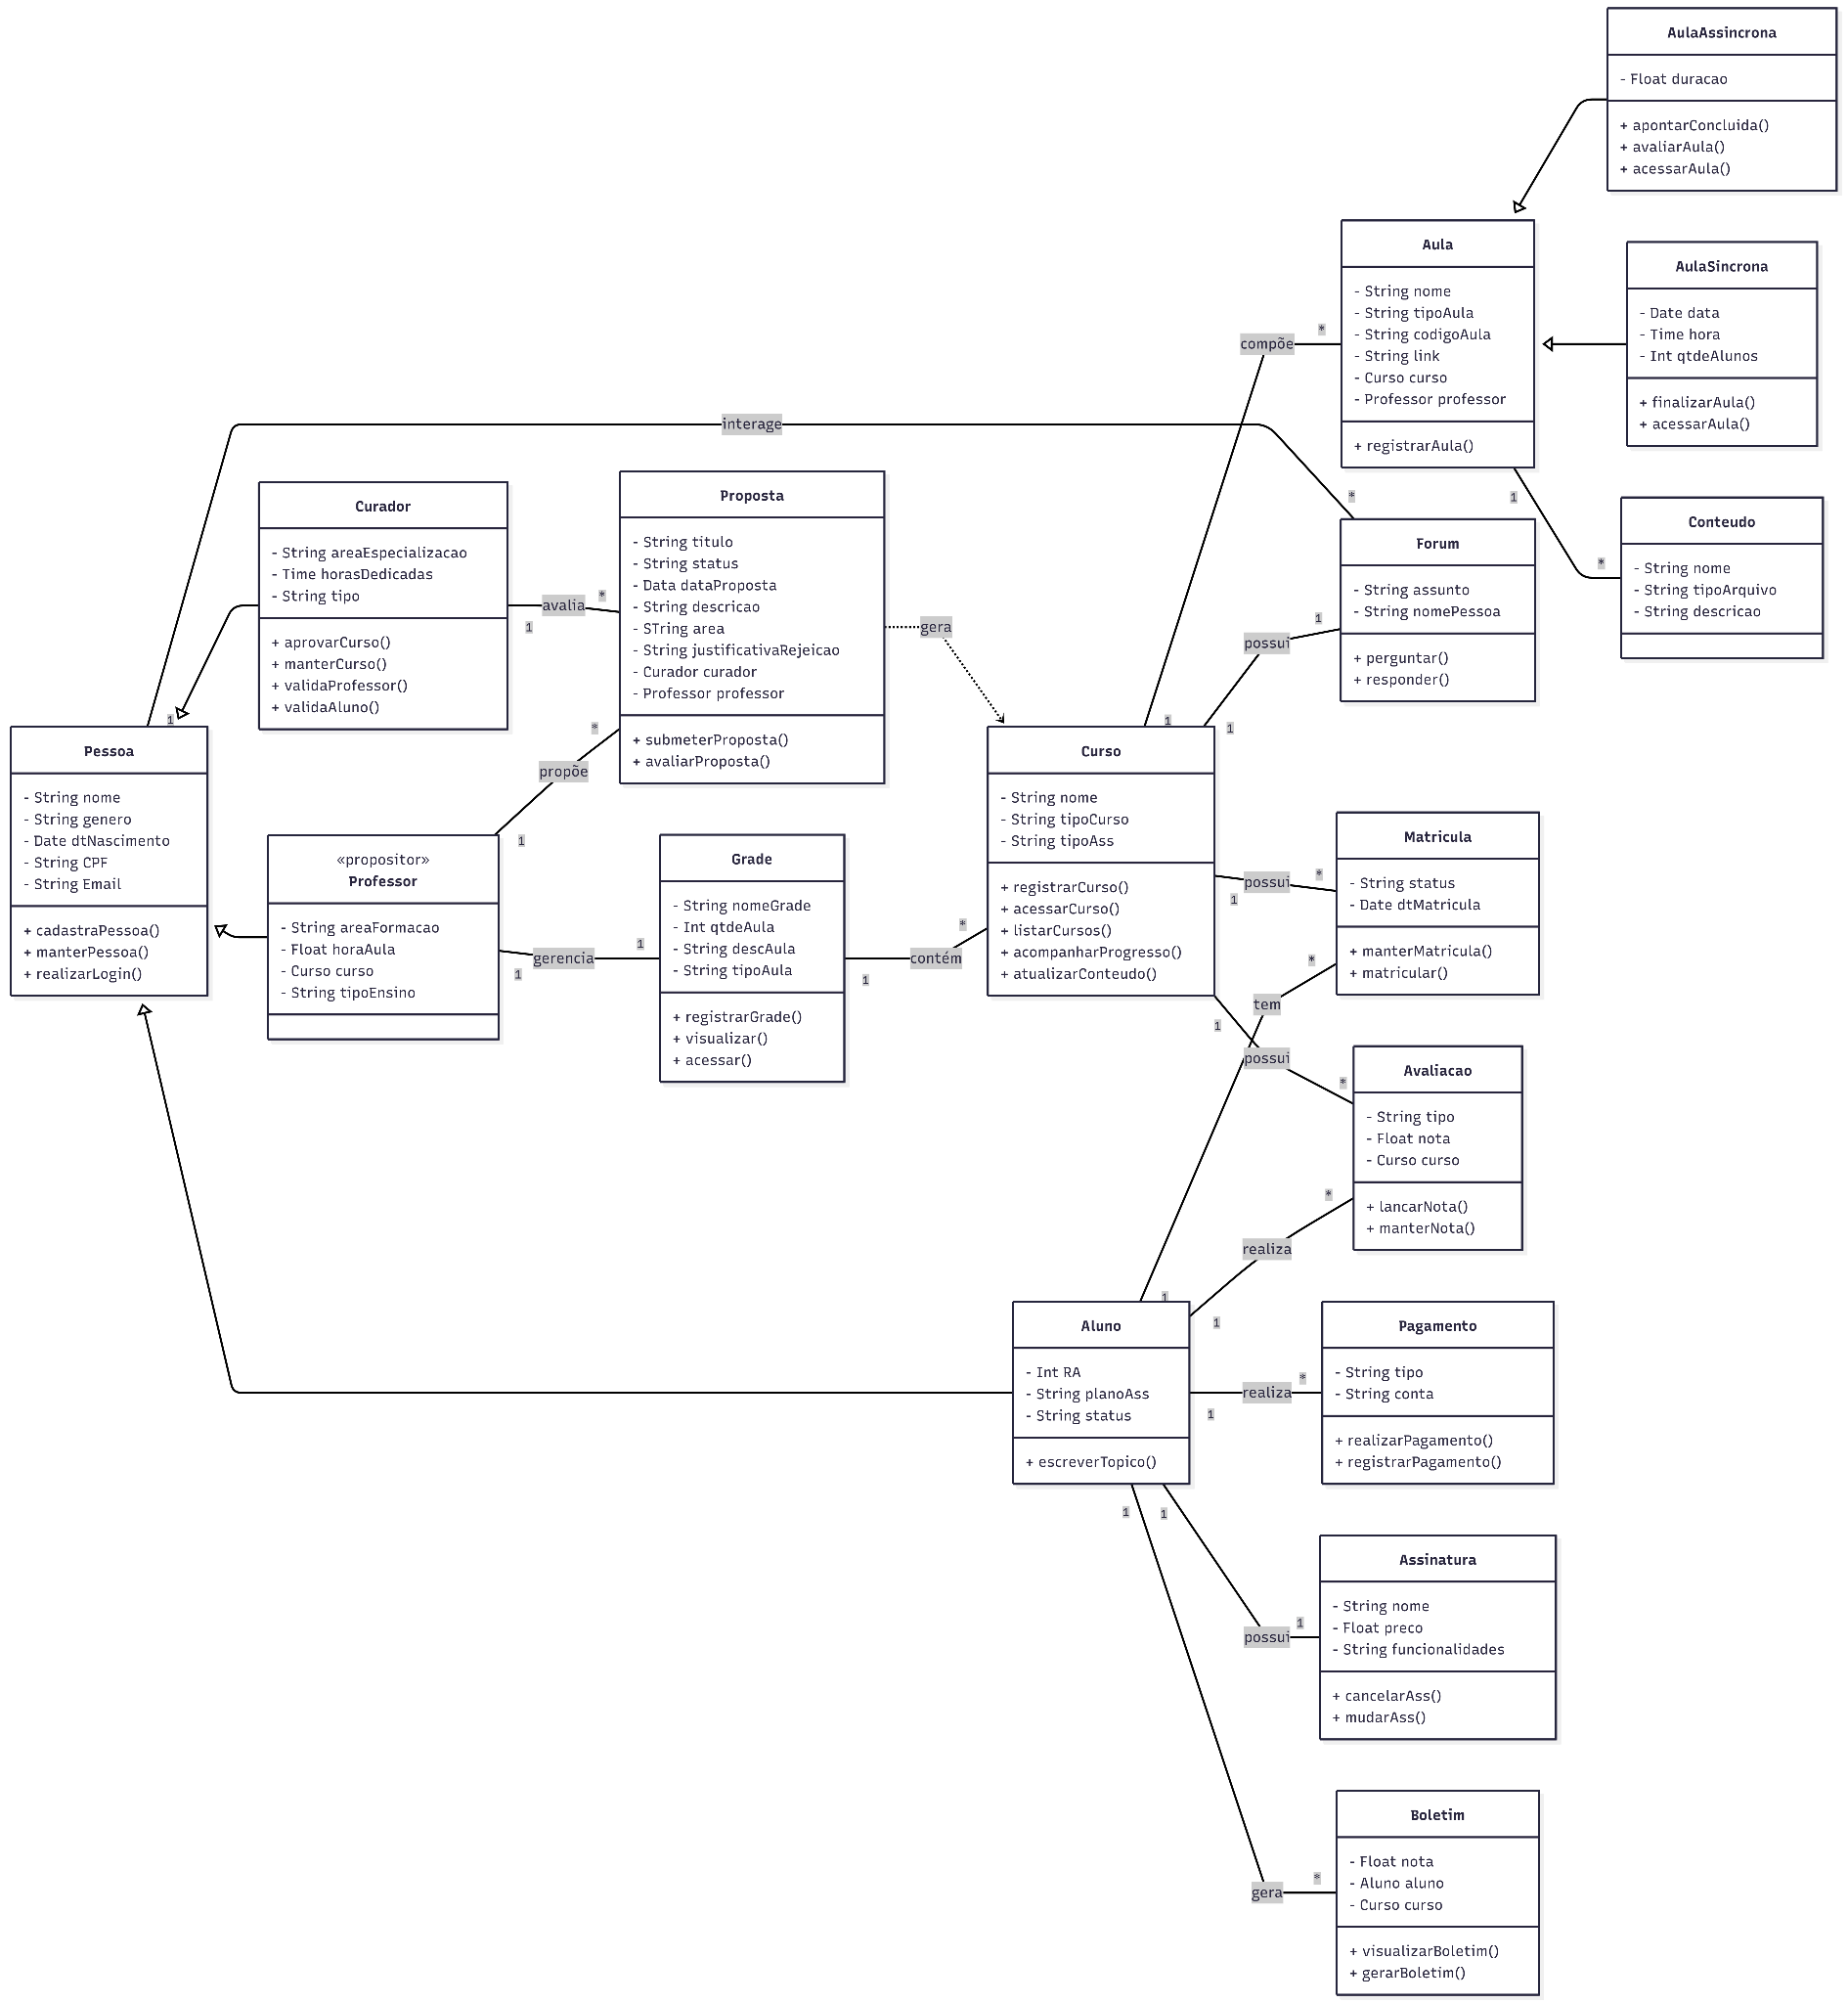 AulaAssincrona
- Float duracao
+ apontarConcluida()
+ avaliarAula()
+ acessarAula()
Aula
- String nome
- String tipoAula
- String codigoAula
- String link
- Curso curso
- Professor professor
+ registrarAula()
AulaSincrona
- Date data
- Time hora
- Int qtdeAlunos
+ finalizarAula()
+ acessarAula()
compõe
*
1
interage
*
1
Curador
- String areaEspecializacao
- Time horasDedicadas
- String tipo
+ aprovarCurso()
+ manterCurso()
+ validaProfessor()
+ validaAluno()
avalia
*
1
Proposta
- String titulo
- String status
- Data dataProposta
- String descricao
- STring area
- String justificativaRejeicao
- Curador curador
- Professor professor
+ submeterProposta()
+ avaliarProposta()
gera
Forum
- String assunto
- String nomePessoa
+ perguntar()
+ responder()
1
*
Conteudo
- String nome
- String tipoArquivo
- String descricao
possui
1
1
Pessoa
- String nome
- String genero
- Date dtNascimento
- String CPF
- String Email
+ cadastraPessoa()
+ manterPessoa()
+ realizarLogin()
propõe
*
1
«propositor»
Professor
- String areaFormacao
- Float horaAula
- Curso curso
- String tipoEnsino
gerencia
1
1
Grade
- String nomeGrade
- Int qtdeAula
- String descAula
- String tipoAula
+ registrarGrade()
+ visualizar()
+ acessar()
contém
*
1
Curso
- String nome
- String tipoCurso
- String tipoAss
+ registrarCurso()
+ acessarCurso()
+ listarCursos()
+ acompanharProgresso()
+ atualizarConteudo()
possui
*
1
Matricula
- String status
- Date dtMatricula
+ manterMatricula()
+ matricular()
tem
*
1
possui
1
*
Avaliacao
- String tipo
- Float nota
- Curso curso
+ lancarNota()
+ manterNota()
realiza
*
1
Aluno
- Int RA
- String planoAss
- String status
+ escreverTopico()
realiza
*
1
Pagamento
- String tipo
- String conta
+ realizarPagamento()
+ registrarPagamento()
1
possui
1
Assinatura
- String nome
- Float preco
- String funcionalidades
+ cancelarAss()
+ mudarAss()
1
gera
*
Boletim
- Float nota
- Aluno aluno
- Curso curso
+ visualizarBoletim()
+ gerarBoletim()